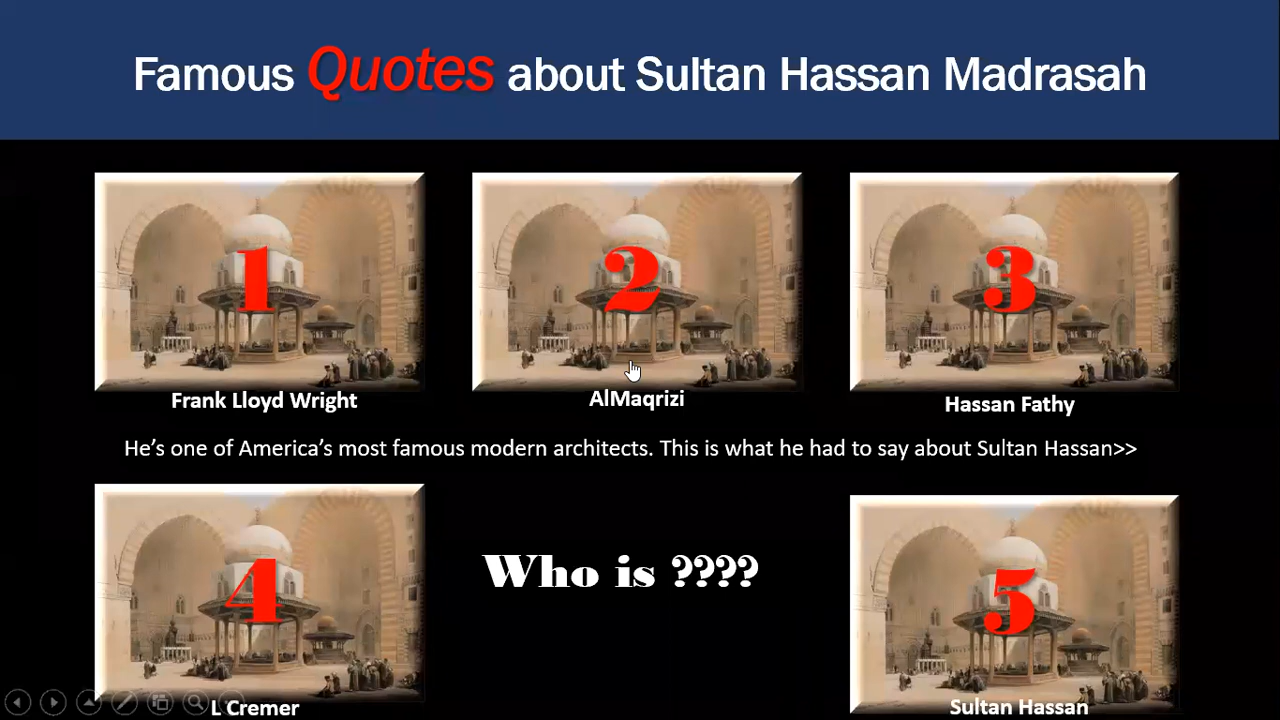 Famous Quotes about Sultan Hassan Madrasah
1
2
3
Frank Lloyd Wright
AlMaqrizi
Hassan Fathy
He's one of America's most famous modern architects. This is what he had to say about Sultan Hassan>>
4
Who is ????
5
L Cremer
Sultan Hassan